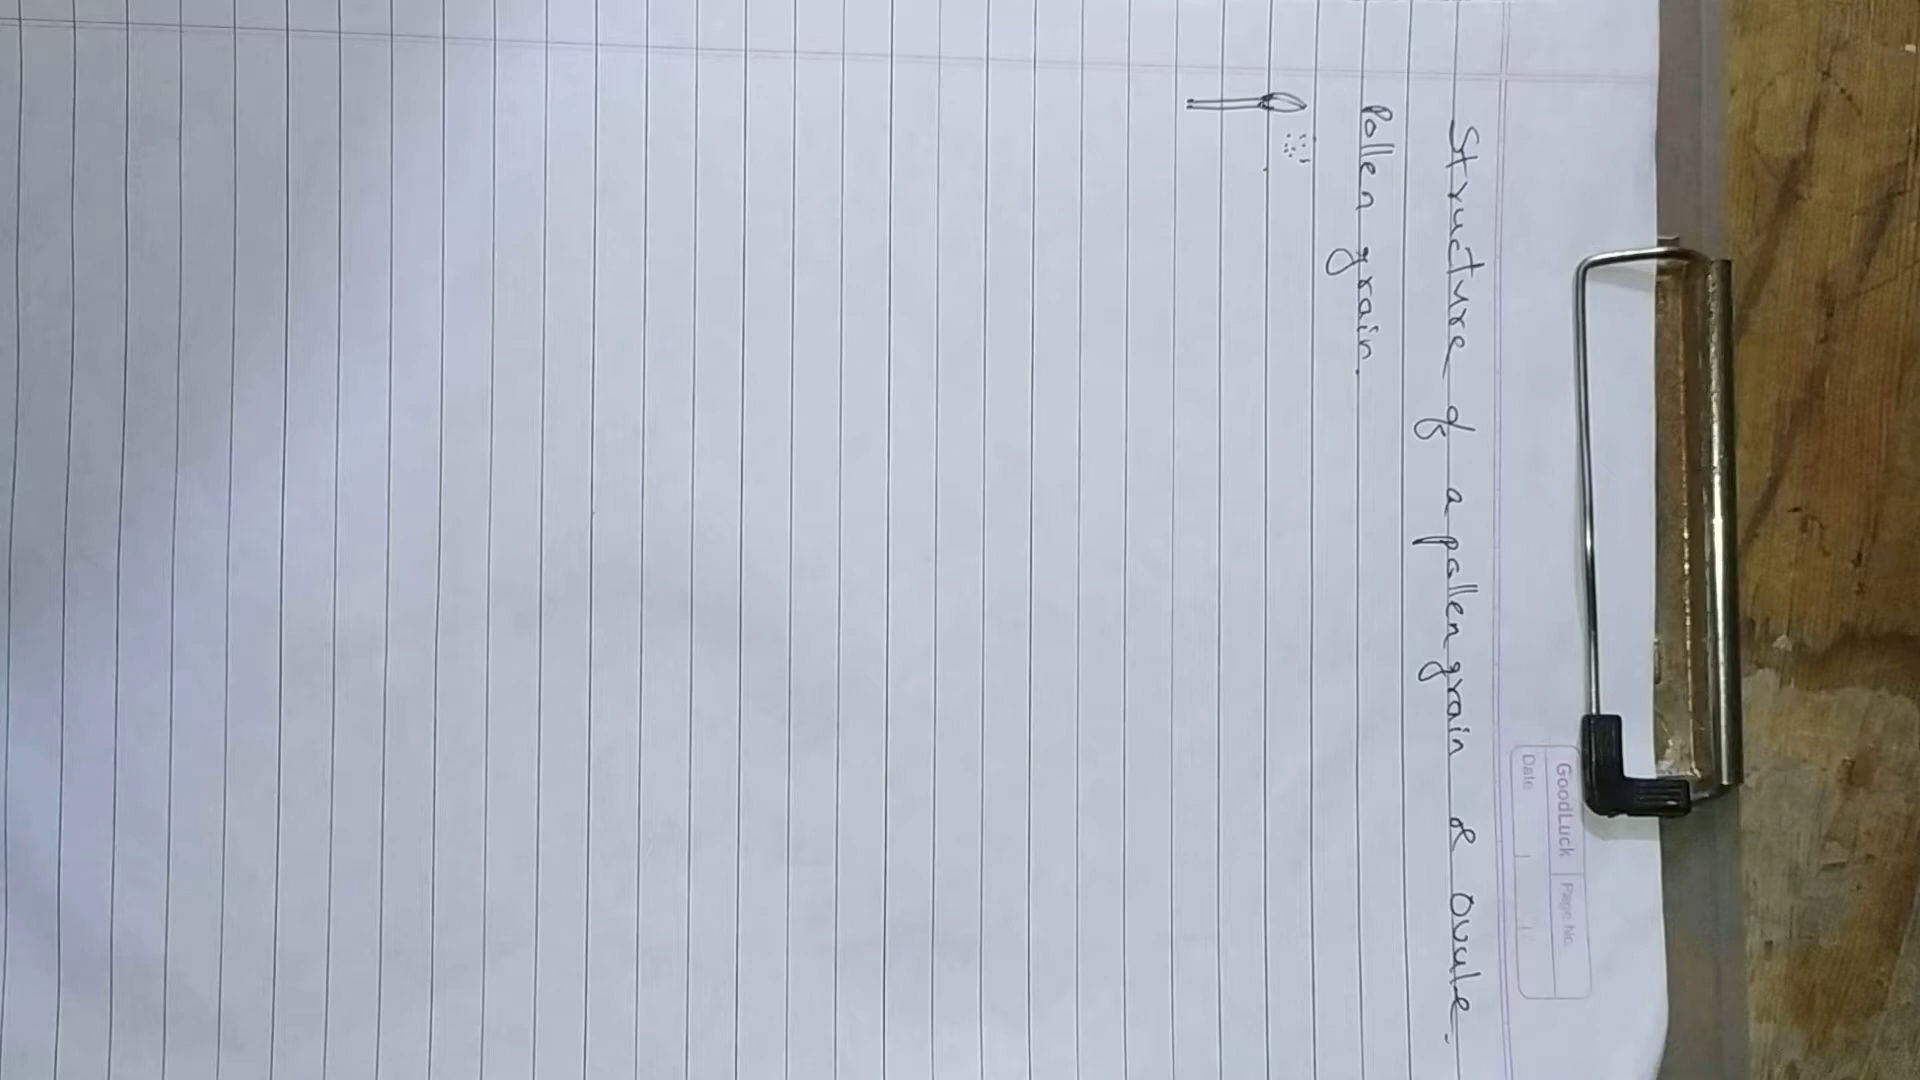 GoodLuck Page No.
Date
Structure of a pollen grain & ovule.
Pollen grain.